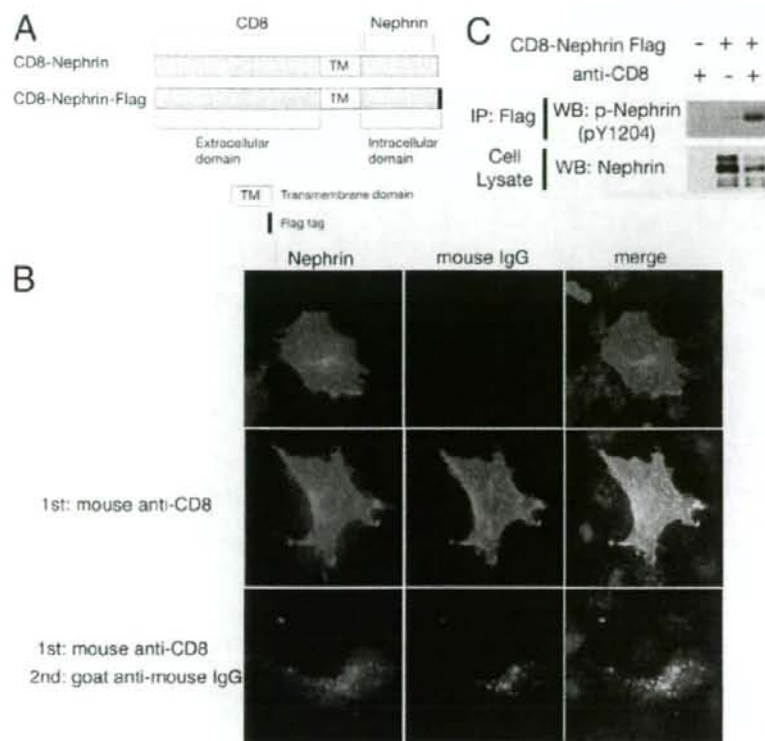 A
CD8 Nephrin
CD8-Nephrin TM
CD8-Nephrin-Flag TM
Extracellular domain
Intracellular domain
TM Transmembrane domain
Flag tag
C
CD8-Nephrin Flag - + +
anti-CD8 + - +
IP: Flag WB: p-Nephrin (pY1204)
Cell Lysate WB: Nephrin
B
Nephrin mouse IgG merge
1st: mouse anti-CD8
1st: mouse anti-CD8
2nd: goat anti-mouse IgG